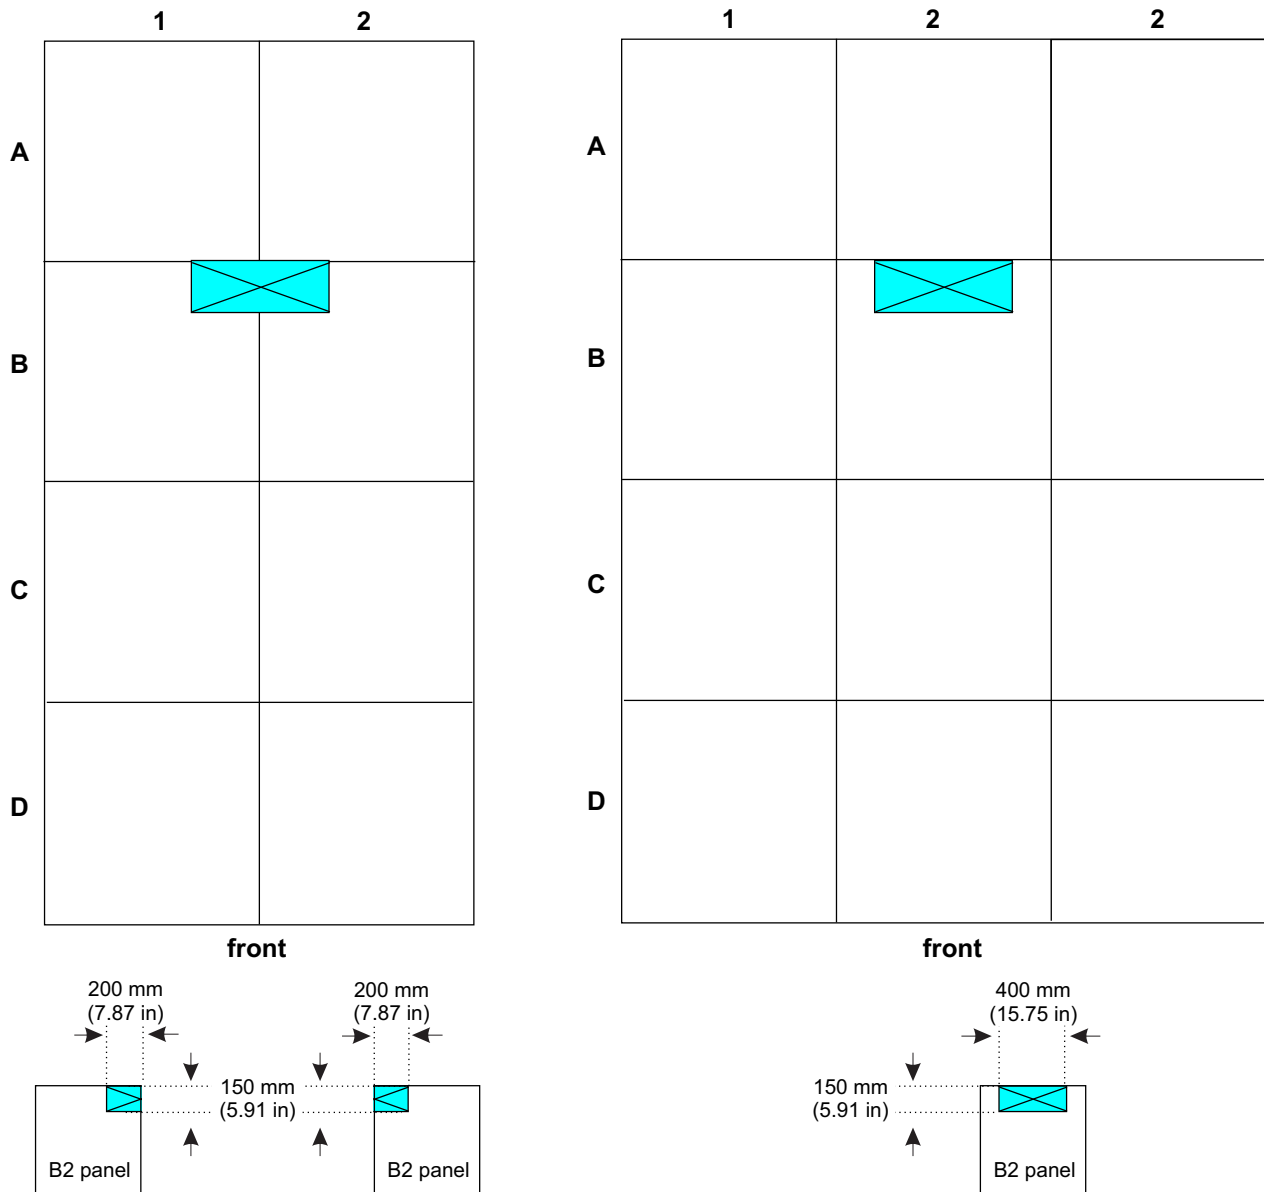 1 2
A
B
C
D
front
200 mm
(7.87 in)
200 mm
(7.87 in)
150 mm
(5.91 in)
B2 panel
B2 panel
1 2 2
A
B
C
D
front
400 mm
(15.75 in)
150 mm
(5.91 in)
B2 panel